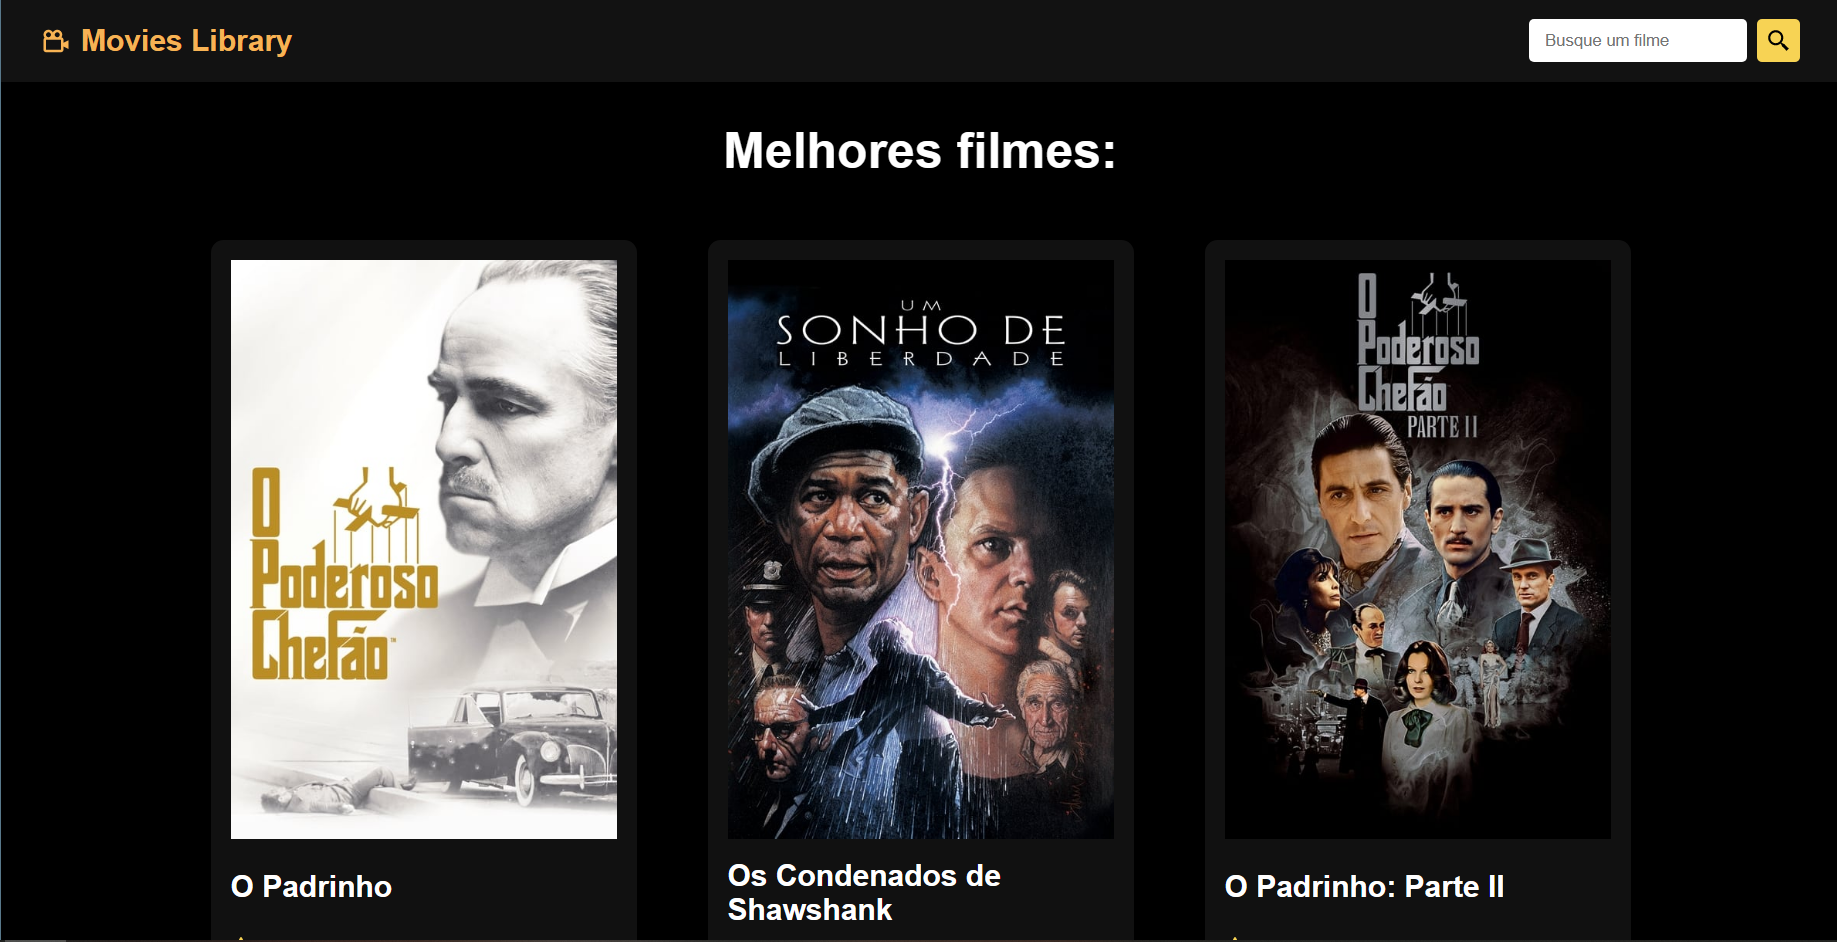 Movies Library
Busque um filme
Melhores filmes:
O
Poderoso
Chefão™
UM
SONHO DE
LIBERDADE
O
Poderoso
Chefão
PARTE II
O Padrinho
Os Condenados de
Shawshank
O Padrinho: Parte II